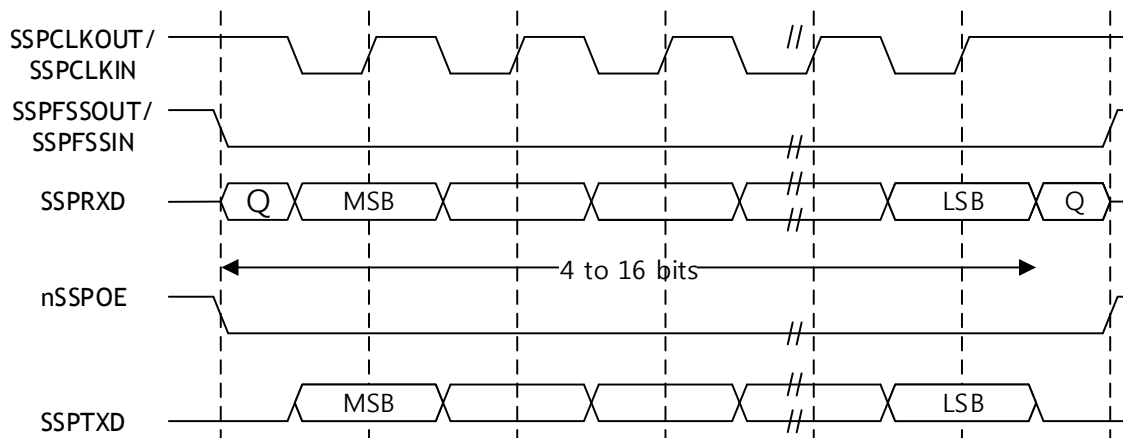 SSPCLKOUT/
SSPCLKIN
SSPFSSOUT/
SSPFSSIN
SSPRXD
Q
MSB
LSB
Q
4 to 16 bits
nSSPOE
SSPTXD
MSB
LSB